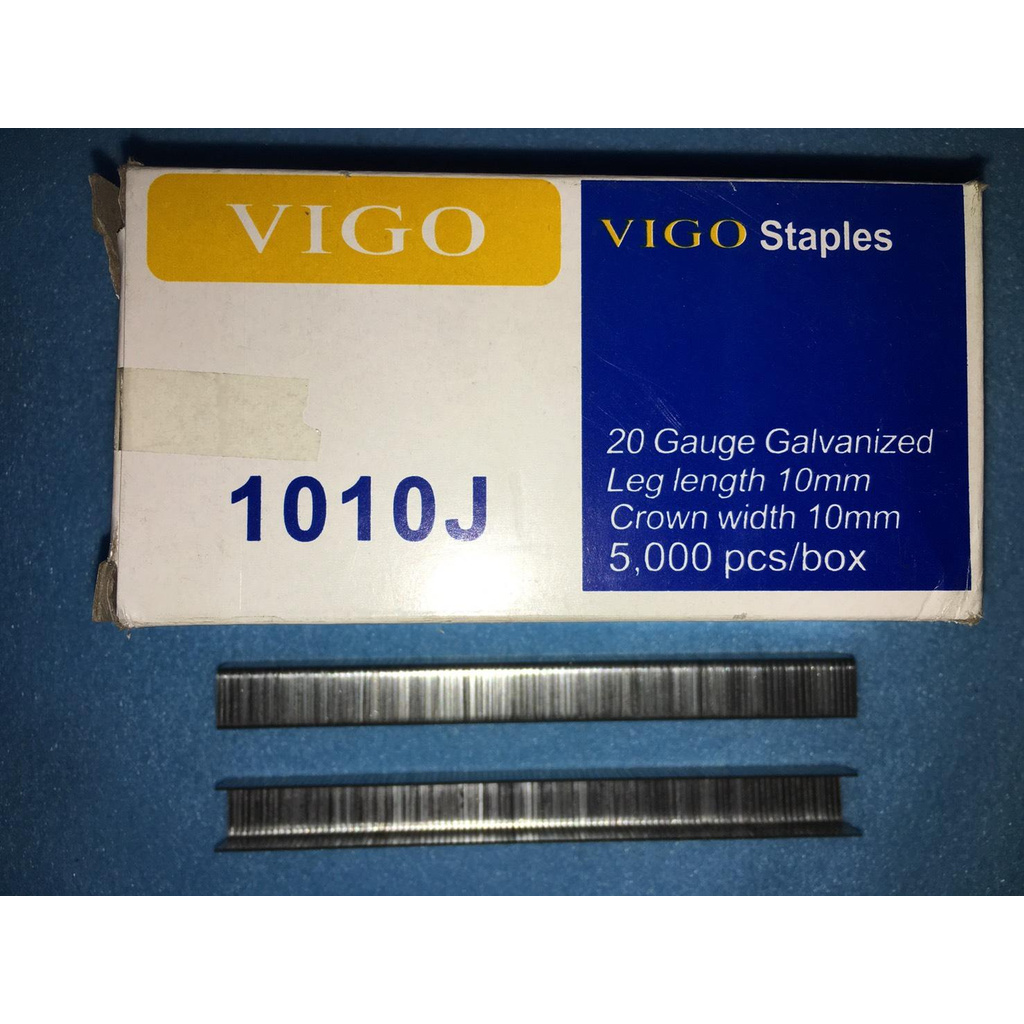 VIGO
1010J
VIGO Staples
20 Gauge Galvanized
Leg length 10mm
Crown width 10mm
5,000 pcs/box